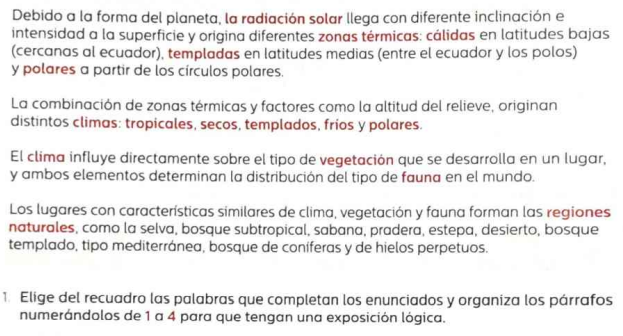 Debido a la forma del planeta, la radiación solar llega con diferente inclinación e
intensidad a la superficie y origina diferentes zonas térmicas: cálidas en latitudes bajas
(cercanas al ecuador), templadas en latitudes medias (entre el ecuador y los polos)
y polares a partir de los círculos polares.
La combinación de zonas térmicas y factores como la altitud del relieve, originan
distintos climas: tropicales, secos, templados, fríos y polares.
El clima influye directamente sobre el tipo de vegetación que se desarrolla en un lugar,
y ambos elementos determinan la distribución del tipo de fauna en el mundo.
Los lugares con características similares de clima, vegetación y fauna forman las regiones
naturales, como la selva, bosque subtropical, sabana, pradera, estepa, desierto, bosque
templado, tipo mediterránea, bosque de coníferas y de hielos perpetuos.
1. Elige del recuadro las palabras que completan los enunciados y organiza los párrafos
numerándolos de 1 a 4 para que tengan una exposición lógica.